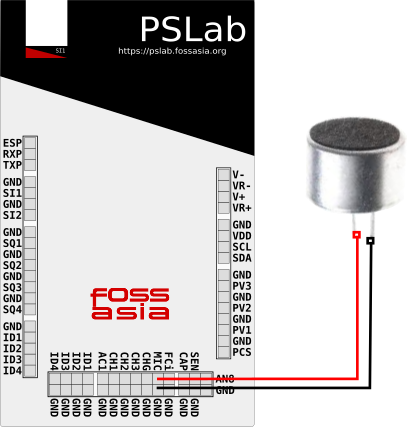 PSLab
https://pslab.fossasia.org
SI1
ESP
RXP
TXP
GND
SI1
GND
SI2
GND
SQ1
GND
SQ2
GND
SQ3
GND
SQ4
GND
ID1
ID2
ID3
ID4
V-
VR-
V+
VR+
GND
VDD
SCL
SDA
GND
PV3
GND
PV2
GND
PV1
GND
PCS
foss
asia
ID4 ID3 ID2 ID1 AC1 CH1 CH2 CH3 CHG MIC FCi CAP SEN
AN8
GND
GND GND GND GND GND GND GND GND GND GND GND GND GND